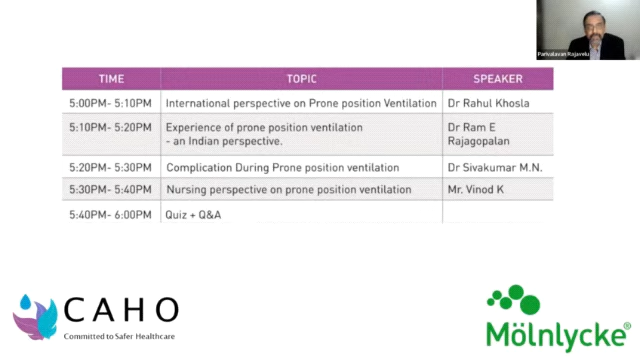 Parivalavan Rajavelu
TIME TOPIC SPEAKER
5:00PM- 5:10PM International perspective on Prone position Ventilation Dr Rahul Khosla
5:10PM- 5:20PM Experience of prone position ventilation Dr Ram E
- an Indian perspective. Rajagopalan
5:20PM- 5:30PM Complication During Prone position ventilation Dr Sivakumar M.N.
5:30PM- 5:40PM Nursing perspective on prone position ventilation Mr. Vinod K
5:40PM- 6:00PM Quiz + Q&A
CAHO
Committed to Safer Healthcare
Mölnlycke®